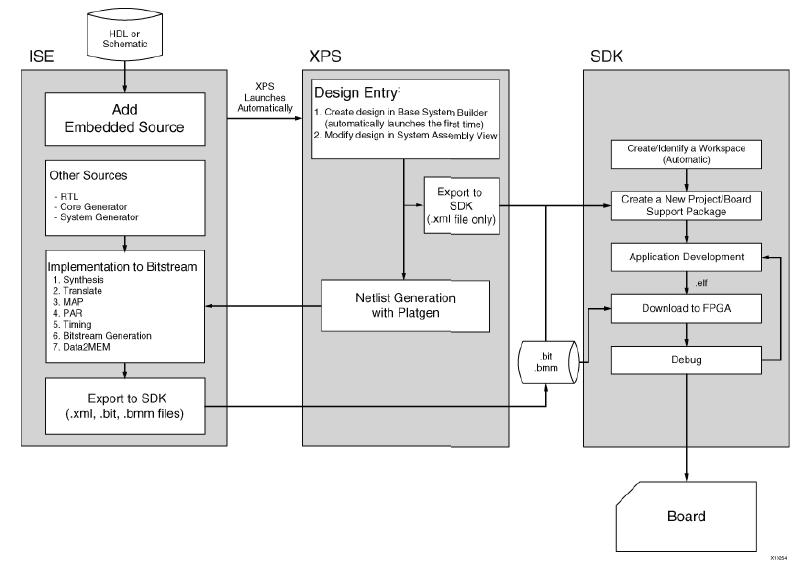 HDL or
Schematic
ISE
XPS
SDK
Add
Embedded Source
XPS
Launches
Automatically
Design Entry:
1. Create design in Base System Builder
(automatically launches the first time)
2. Modify design in System Assembly View
Other Sources
- RTL
- Core Generator
- System Generator
Export to
SDK
(.xml file only)
Create/Identify a Workspace
(Automatic)
Create a New Project/Board
Support Package
Implementation to Bitstream
1. Synthesis
2. Translate
3. MAP
4. PAR
5. Timing
6. Bitstream Generation
7. Data2MEM
Netlist Generation
with Platgen
Application Development
.elf
Download to FPGA
.bit
.bmm
Debug
Export to SDK
(.xml, .bit, .bmm files)
Board
X11254